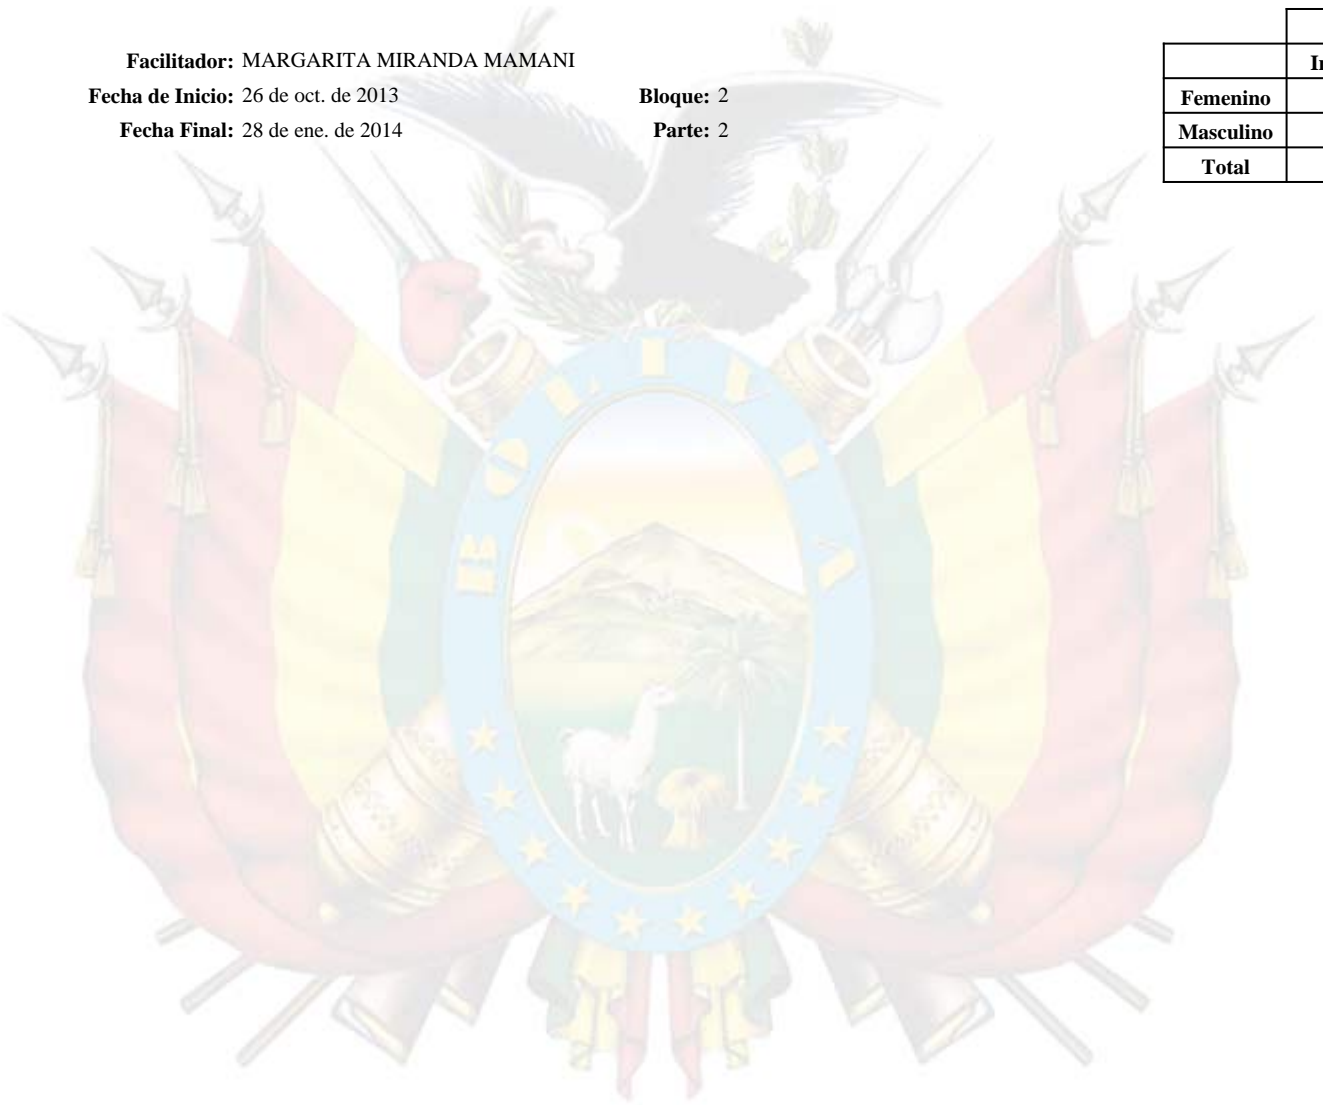 Facilitador: MARGARITA MIRANDA MAMANI
Fecha de Inicio: 26 de oct. de 2013 Bloque: 2
Fecha Final: 28 de ene. de 2014 Parte: 2
Femenino
Masculino
Total
BOLIVIA